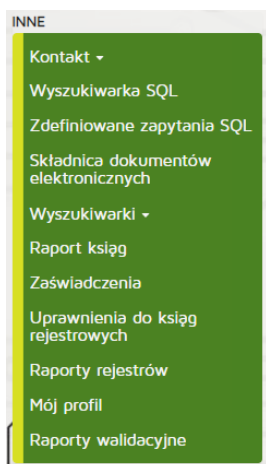 INNE
Kontakt
Wyszukiwarka SQL
Zdefiniowane zapytania SQL
Składnica dokumentów
elektronicznych
Wyszukiwarki
Raport ksiąg
Zaświadczenia
Uprawnienia do ksiąg
rejestrowych
Raporty rejestrów
Mój profil
Raporty walidacyjne